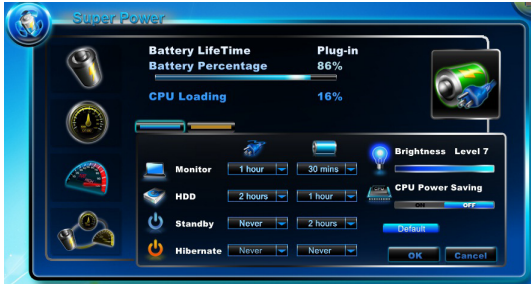 Super Power
Battery LifeTime Plug-in
Battery Percentage 86%
CPU Loading 16%
Brightness Level 7
Monitor 1 hour 30 mins
CPU Power Saving
HDD 2 hours 1 hour
ON OFF
Standby Never 2 hours
Default
Hibernate Never Never
OK Cancel